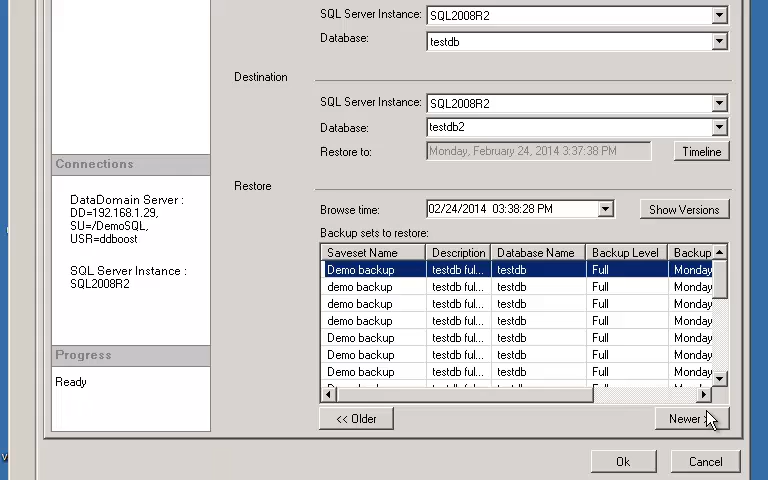 SQL Server Instance: SQL2008R2
Database: testdb
Destination
SQL Server Instance: SQL2008R2
Database: testdb2
Restore to: Monday, February 24, 2014 3:37:38 PM Timeline
Restore
Browse time: 02/24/2014 03:38:28 PM Show Versions
Backup sets to restore:
Saveset Name Description Database Name Backup Level Backup
Demo backup testdb ful... testdb Full Monday
demo backup testdb ful... testdb Full Monday
demo backup testdb ful... testdb Full Monday
demo backup testdb ful... testdb Full Monday
Demo backup testdb ful... testdb Full Monday
Demo backup testdb ful... testdb Full Monday
Demo backup testdb ful... testdb Full Monday
<< Older Newer >
Ok Cancel
Connections
DataDomain Server :
DD=192.168.1.29,
SU=/DemoSQL,
USR=ddboost
SQL Server Instance :
SQL2008R2
Progress
Ready